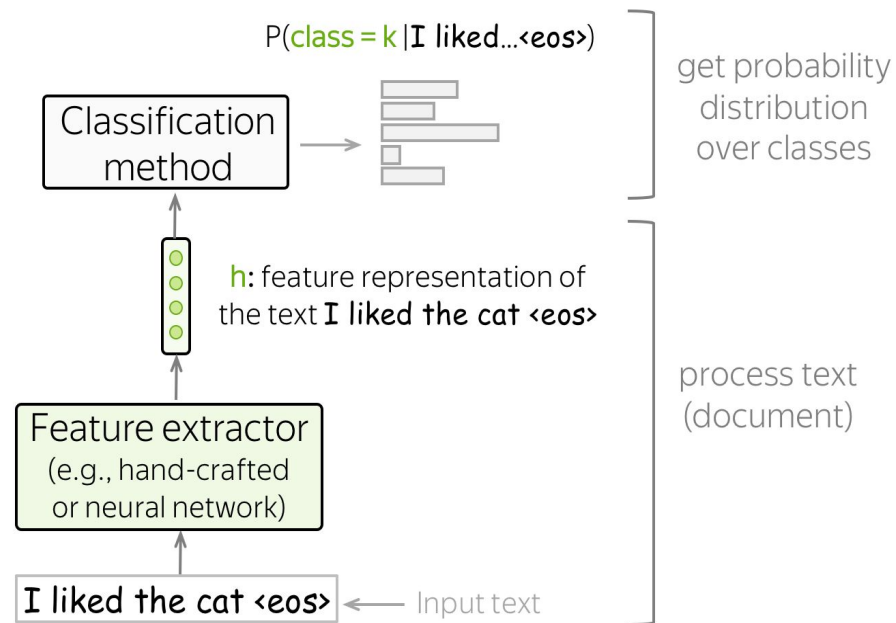 P(class = k |I liked...<eos>)
get probability
distribution
over classes
Classification
method
h: feature representation of
the text I liked the cat <eos>
process text
(document)
Feature extractor
(e.g., hand-crafted
or neural network)
I liked the cat <eos>
Input text